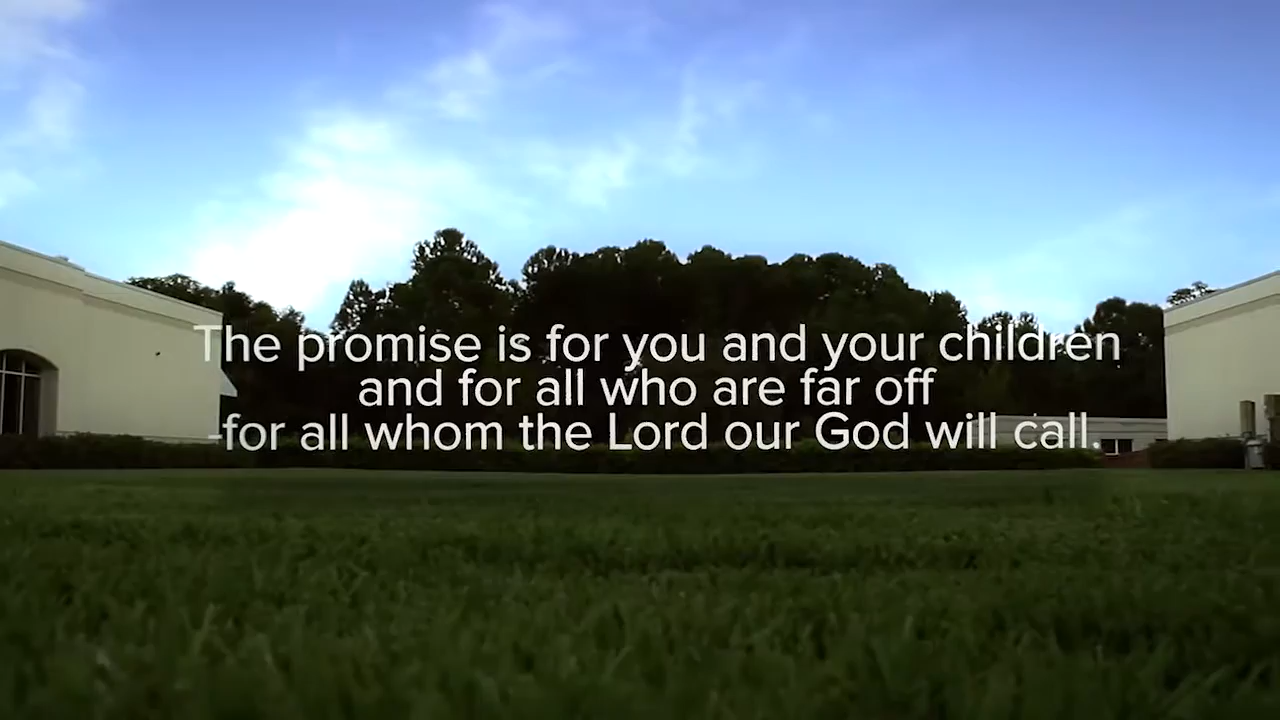 The promise is for you and your children
and for all who are far off
-for all whom the Lord our God will call.